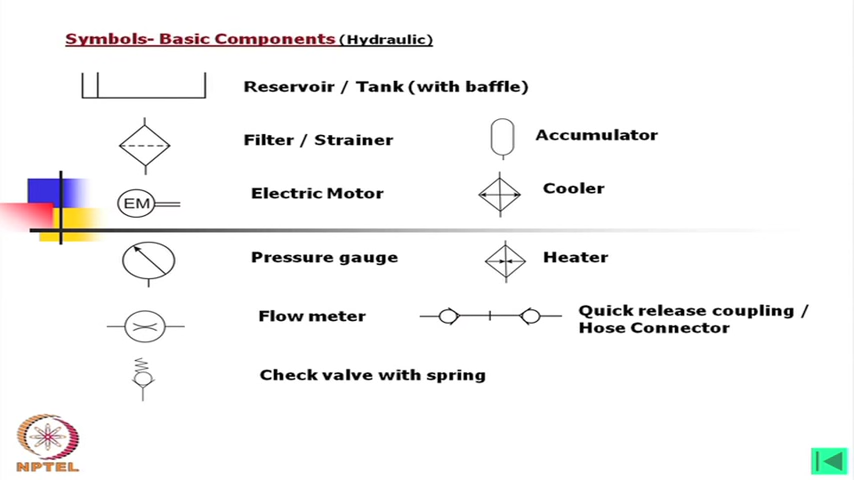 Symbols- Basic Components (Hydraulic)
Reservoir / Tank (with baffle)
Filter / Strainer
Accumulator
EM
Electric Motor
Cooler
Pressure gauge
Heater
Flow meter
Quick release coupling /
Hose Connector
Check valve with spring
NPTEL